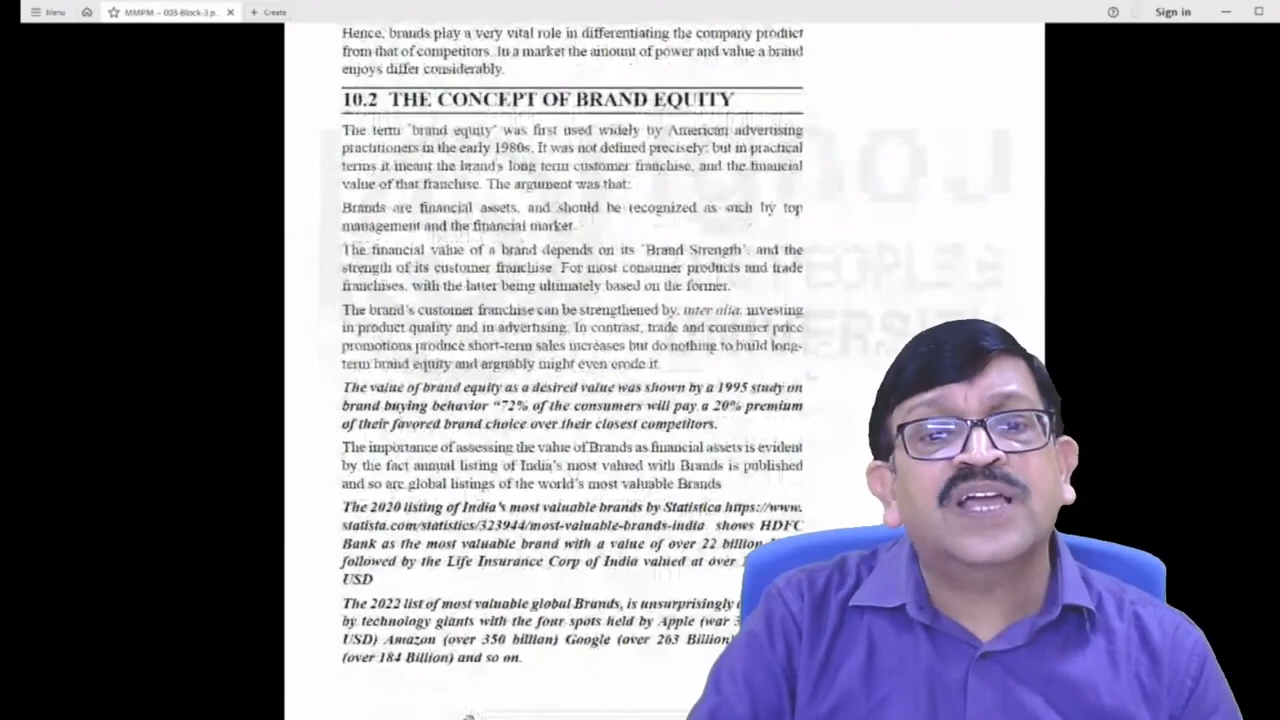 Menu
MMPM – 003-Block-3.p...
Create
Sign in
Hence, brands play a very vital role in differentiating the company product
from that of competitors. In a market the amount of power and value a brand
enjoys differ considerably.
10.2 THE CONCEPT OF BRAND EQUITY
The term "brand equity" was first used widely by American advertising
practitioners in the early 1980s. It was not defined precisely; but in practical
terms it meant the brand's long term customer franchise, and the financial
value of that franchise. The argument was that:
Brands are financial assets, and should be recognized as such by top
management and the financial market.
The financial value of a brand depends on its 'Brand Strength', and the
strength of its customer franchise. For most consumer products and trade
franchises, with the latter being ultimately based on the former.
The brand's customer franchise can be strengthened by, inter alia, investing
in product quality and in advertising. In contrast, trade and consumer price
promotions produce short-term sales increases but do nothing to build long-
term brand equity and arguably might even erode it.
The value of brand equity as a desired value was shown by a 1995 study on
brand buying behavior "72% of the consumers will pay a 20% premium
of their favored brand choice over their closest competitors.
The importance of assessing the value of Brands as financial assets is evident
by the fact annual listing of India's most valued with Brands is published
and so are global listings of the world's most valuable Brands
The 2020 listing of India's most valuable brands by Statistica https://www.
statista.com/statistics/323944/most-valuable-brands-india shows HDFC
Bank as the most valuable brand with a value of over 22 billion
followed by the Life Insurance Corp of India valued at over
USD
The 2022 list of most valuable global Brands, is unsurprisingly
by technology giants with the four spots held by Apple (war
USD) Amazon (over 350 billion) Google (over 263 Billion)
(over 184 Billion) and so on.